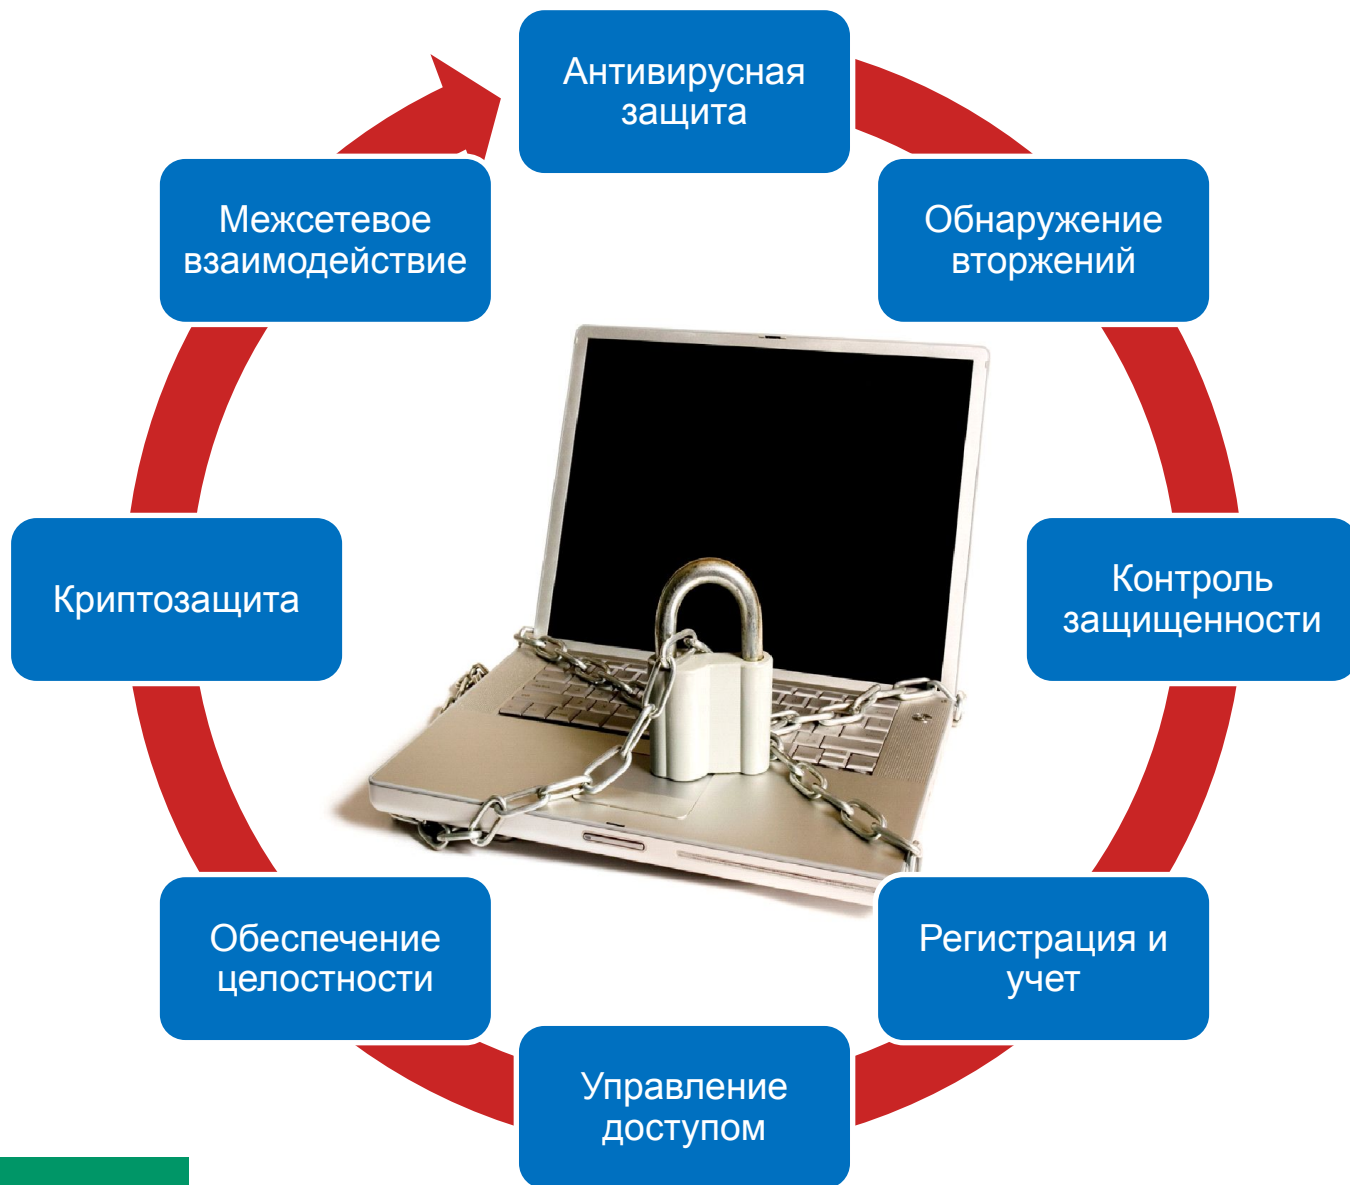 Антивирусная
защита
Обнаружение
вторжений
Контроль
защищенности
Регистрация и
учет
Управление
доступом
Обеспечение
целостности
Криптозащита
Межсетевое
взаимодействие